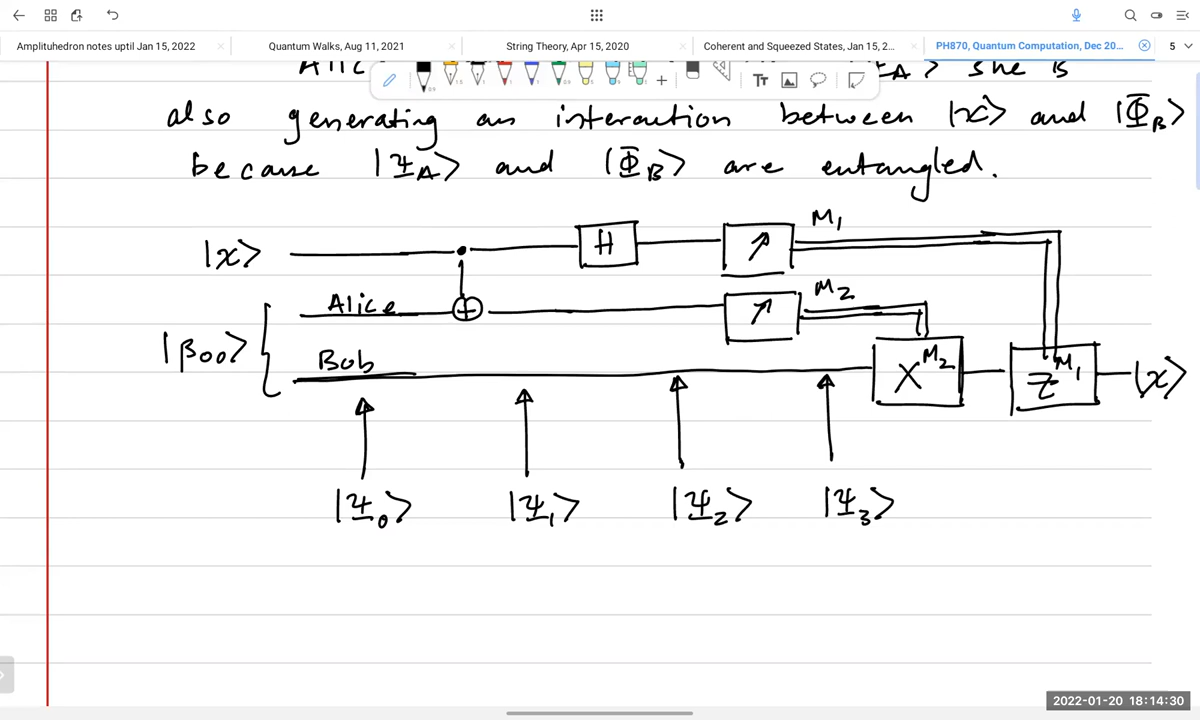 Amplituhedron notes uptil Jan 15, 2022 Quantum Walks, Aug 11, 2021 String Theory, Apr 15, 2020 Coherent and Squeezed States, Jan 15, 2... PH870, Quantum Computation, Dec 20... 5
Tt
she is
also generating an interaction between |x> and |Φ_B>
because |Ψ_A> and |Φ_B> are entangled.
|x> H M_1
Alice M_2
|β_00> Bob X^M_2 Z^M_1 |x>
|Ψ_0> |Ψ_1> |Ψ_2> |Ψ_3>
2022-01-20 18:14:30